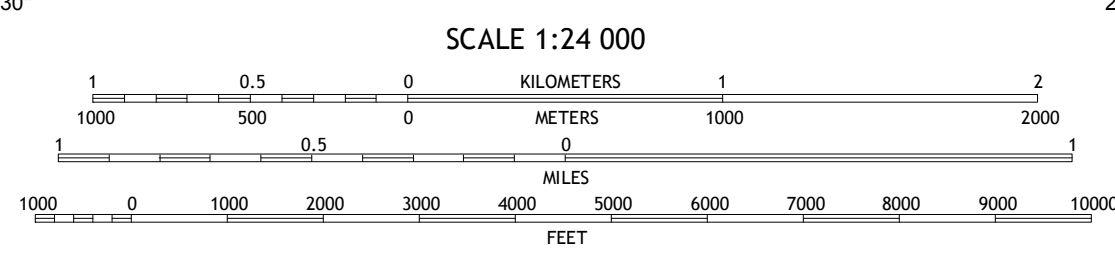 30"
2
SCALE 1:24 000
1 0.5 0 KILOMETERS 1 2
1000 500 0 METERS 1000 2000
1 0.5 0 1
MILES
1000 0 1000 2000 3000 4000 5000 6000 7000 8000 9000 10000
FEET